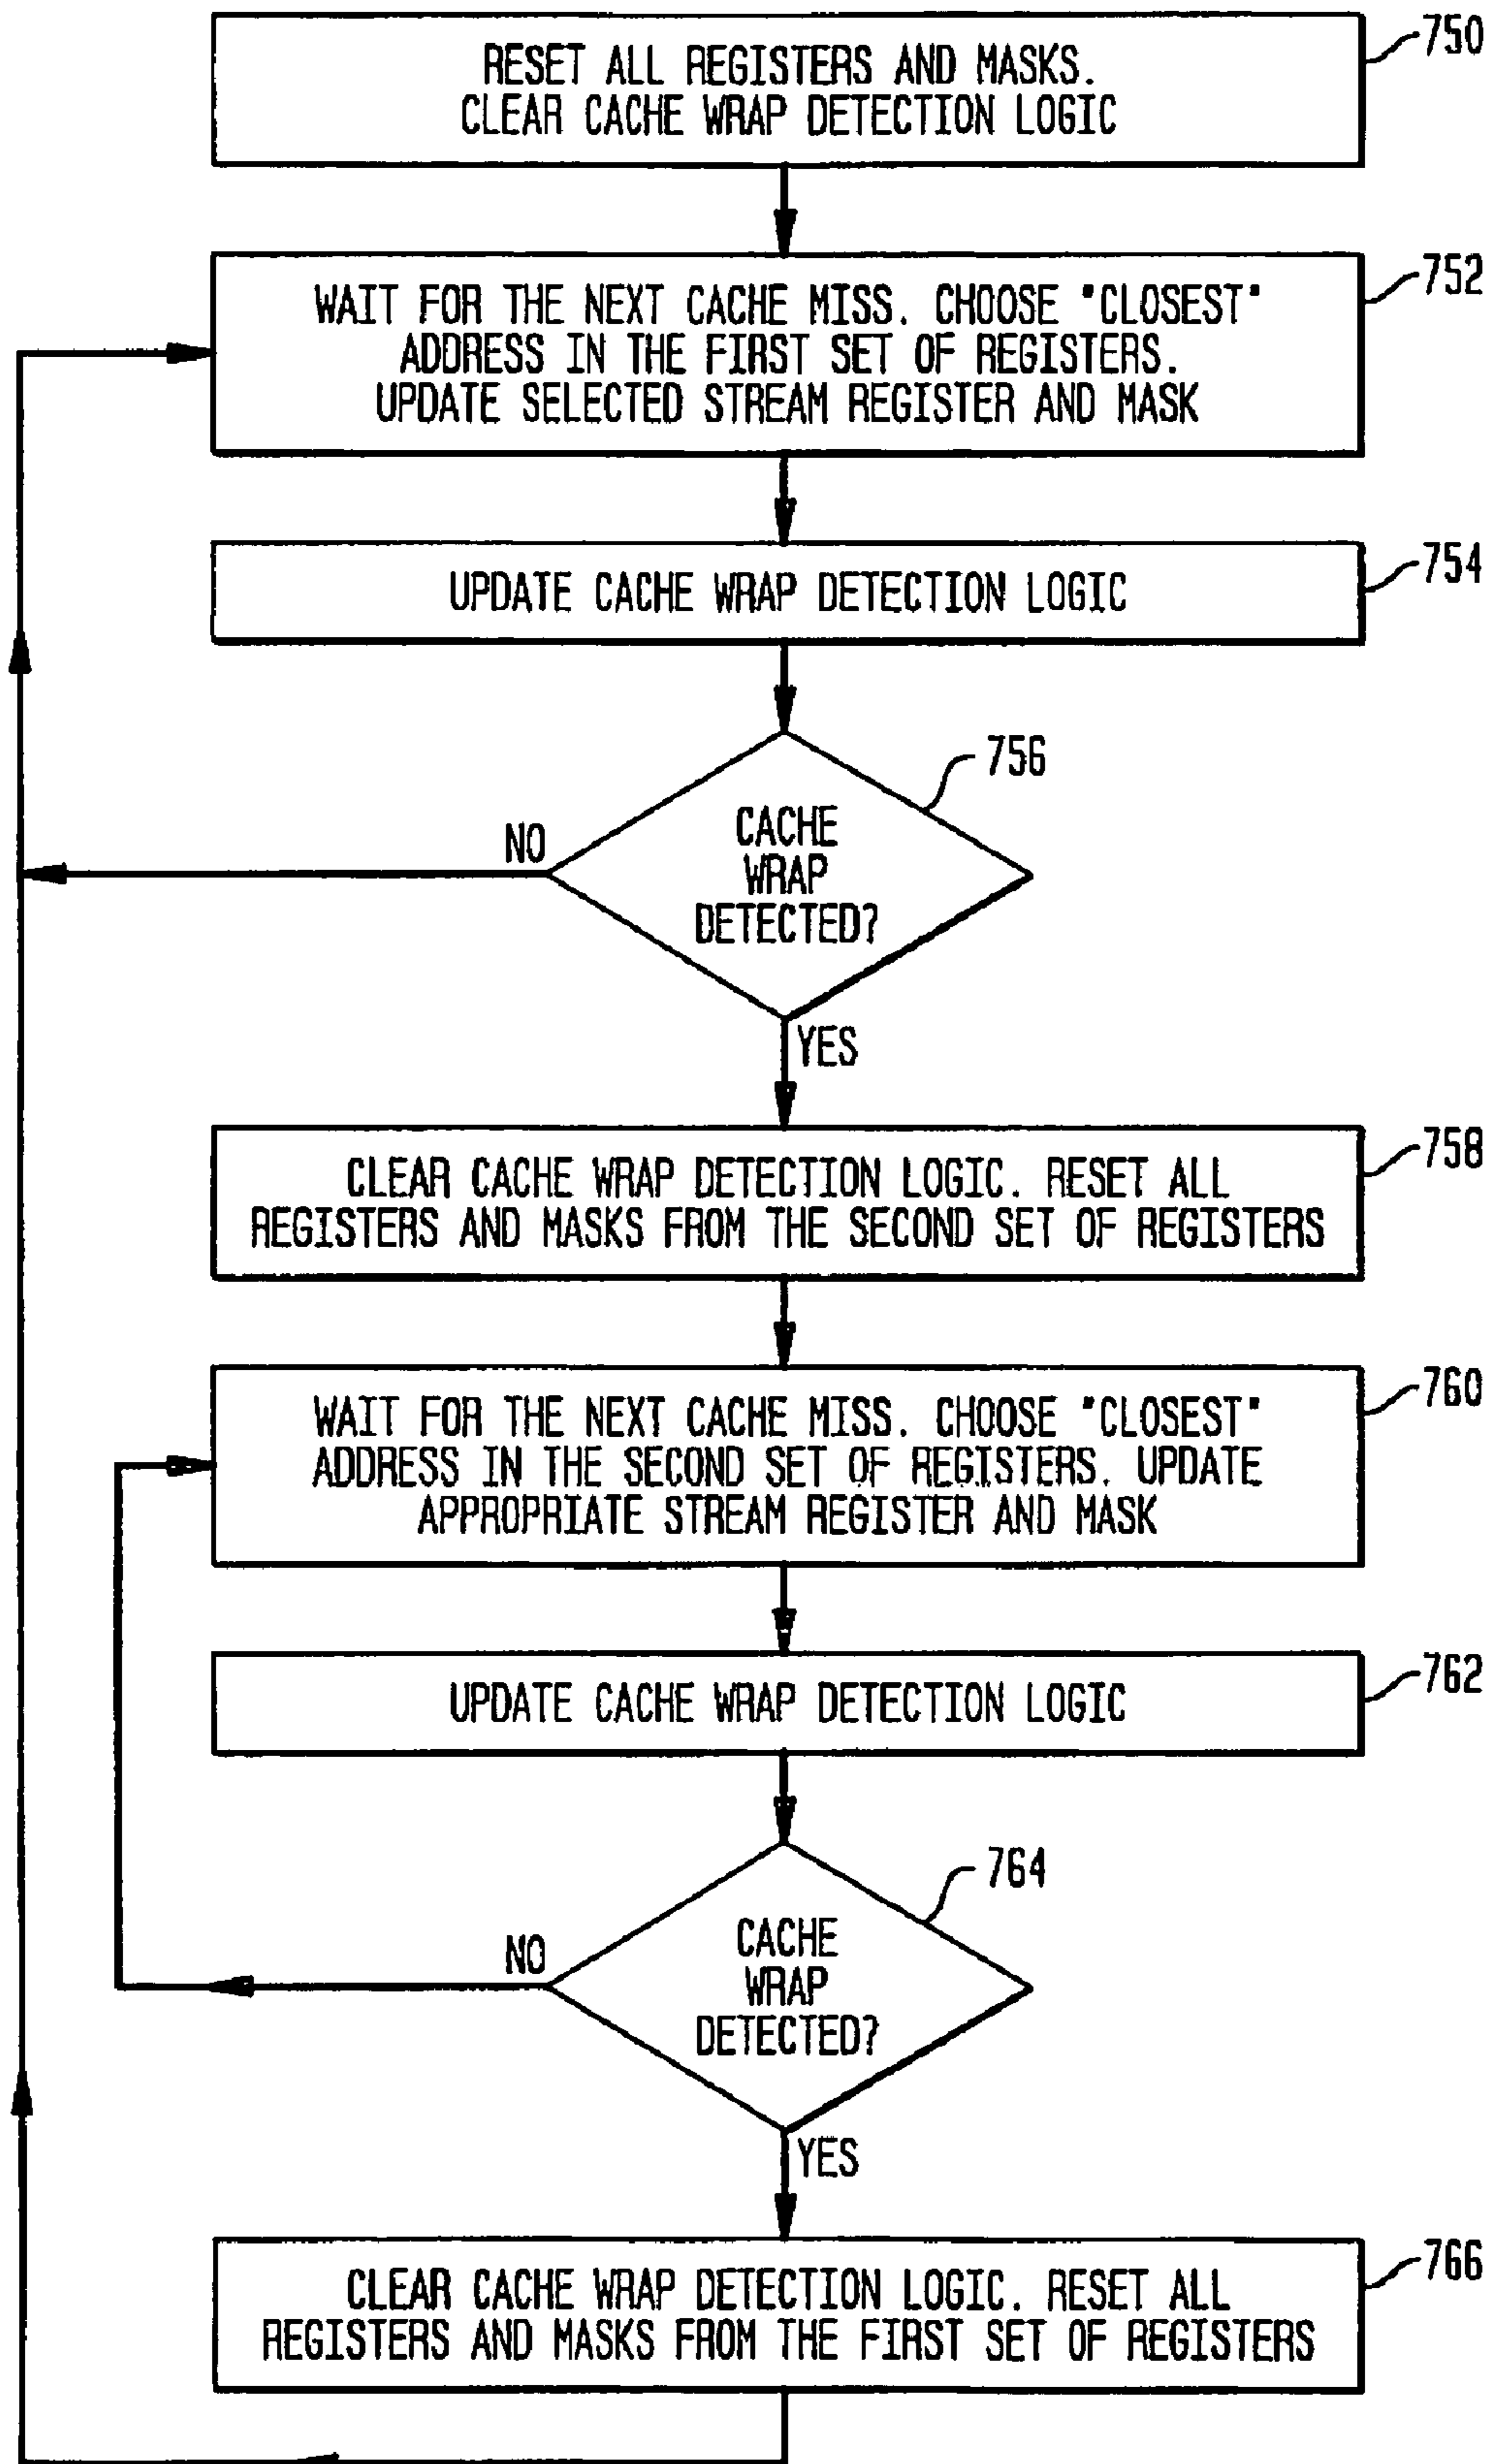 750
RESET ALL REGISTERS AND MASKS.
CLEAR CACHE WRAP DETECTION LOGIC
752
WAIT FOR THE NEXT CACHE MISS. CHOOSE "CLOSEST"
ADDRESS IN THE FIRST SET OF REGISTERS.
UPDATE SELECTED STREAM REGISTER AND MASK
754
UPDATE CACHE WRAP DETECTION LOGIC
756
CACHE
WRAP
DETECTED?
NO
YES
758
CLEAR CACHE WRAP DETECTION LOGIC. RESET ALL
REGISTERS AND MASKS FROM THE SECOND SET OF REGISTERS
760
WAIT FOR THE NEXT CACHE MISS. CHOOSE "CLOSEST"
ADDRESS IN THE SECOND SET OF REGISTERS. UPDATE
APPROPRIATE STREAM REGISTER AND MASK
762
UPDATE CACHE WRAP DETECTION LOGIC
764
CACHE
WRAP
DETECTED?
NO
YES
766
CLEAR CACHE WRAP DETECTION LOGIC. RESET ALL
REGISTERS AND MASKS FROM THE FIRST SET OF REGISTERS